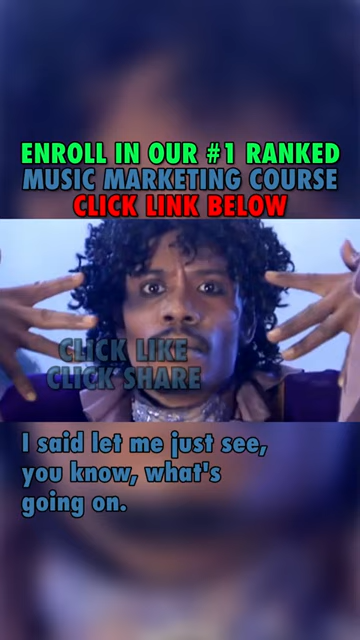 ENROLL IN OUR #1 RANKED
MUSIC MARKETING COURSE
CLICK LINK BELOW
CLICK LIKE
CLICK SHARE
I said let me just see,
you know, what's
going on.